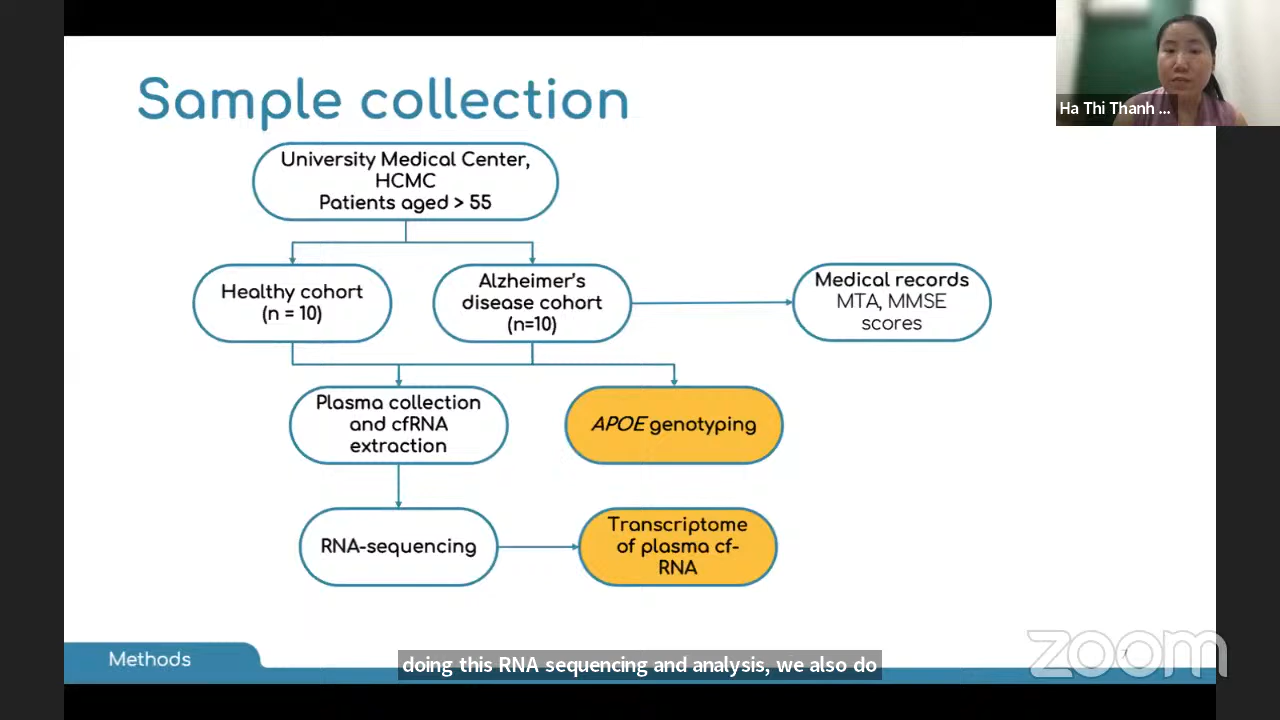 Sample collection
Ha Thi Thanh ...
University Medical Center,
HCMC
Patients aged > 55
Healthy cohort
(n = 10)
Alzheimer's
disease cohort
(n=10)
Medical records
MTA, MMSE
scores
Plasma collection
and cfRNA
extraction
APOE genotyping
RNA-sequencing
Transcriptome
of plasma cf-
RNA
Methods
doing this RNA sequencing and analysis, we also do
7
zoom